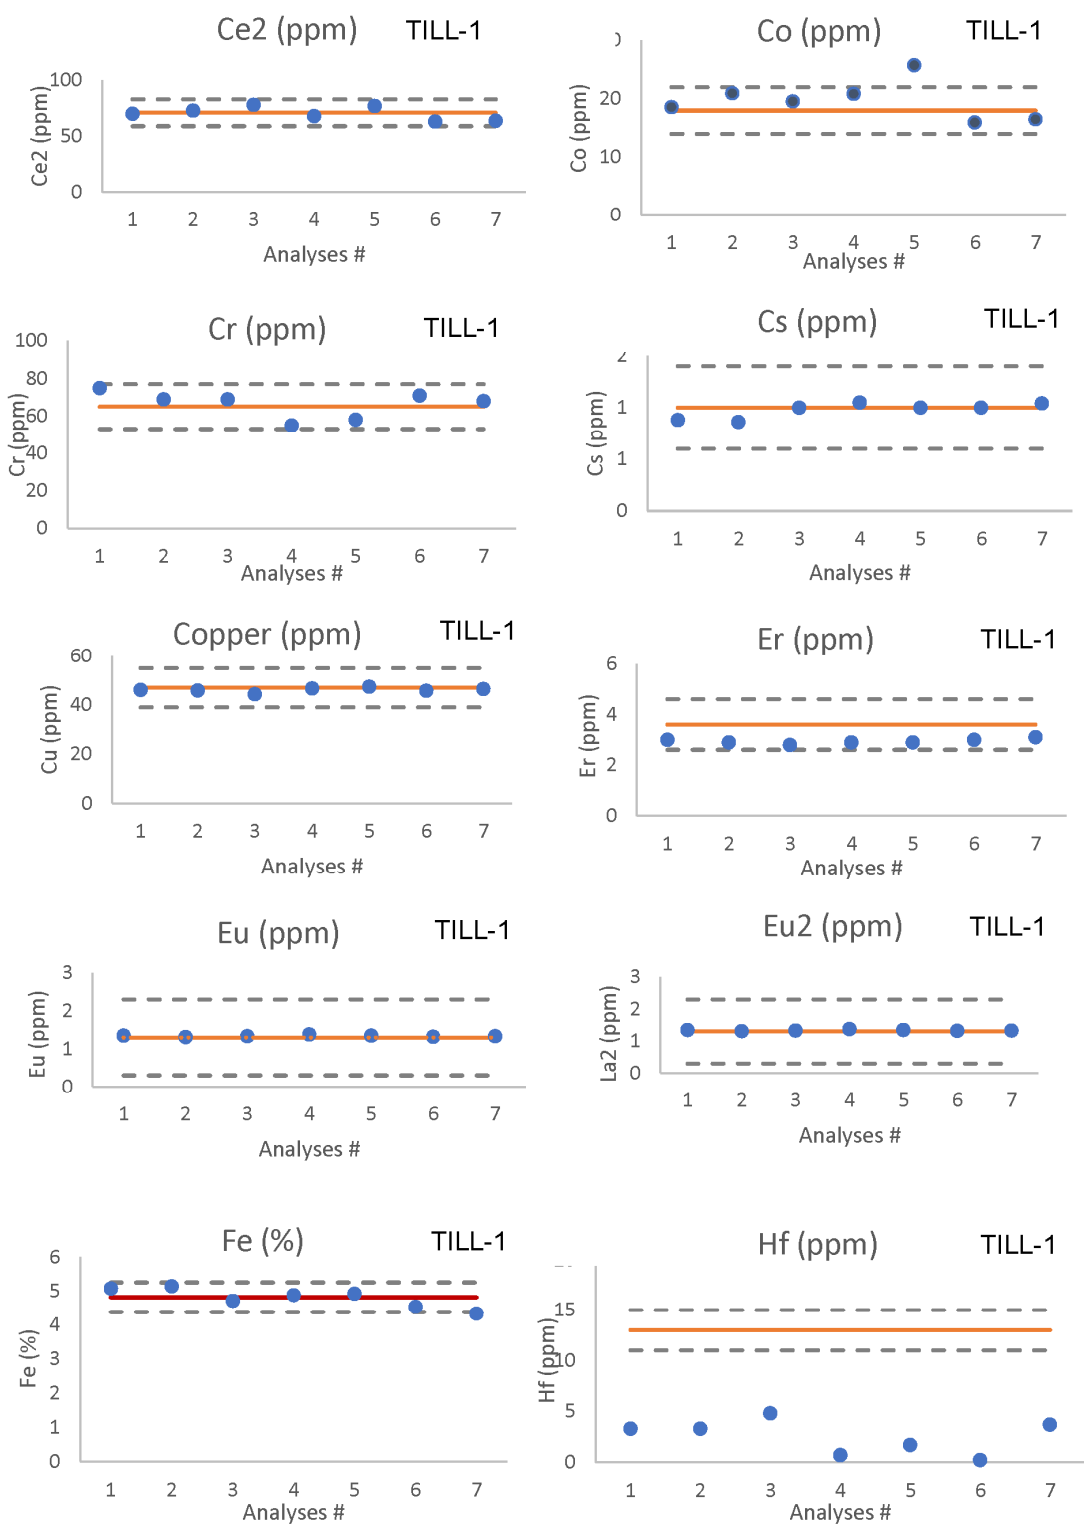 Ce2 (ppm) TILL-1
100
50
0
Ce2 (ppm)
1 2 3 4 5 6 7
Analyses #
Co (ppm) TILL-1
20
10
0
Co (ppm)
1 2 3 4 5 6 7
Analyses #
Cr (ppm) TILL-1
100
80
60
40
20
0
Cr (ppm)
1 2 3 4 5 6 7
Analyses #
Cs (ppm) TILL-1
2
1
1
0
Cs (ppm)
1 2 3 4 5 6 7
Analyses #
Copper (ppm) TILL-1
60
40
20
0
Cu (ppm)
1 2 3 4 5 6 7
Analyses #
Er (ppm) TILL-1
6
4
2
0
Er (ppm)
1 2 3 4 5 6 7
Analyses #
Eu (ppm) TILL-1
3
2
1
0
Eu (ppm)
1 2 3 4 5 6 7
Analyses #
Eu2 (ppm) TILL-1
3
2
1
0
La2 (ppm)
1 2 3 4 5 6 7
Analyses #
Fe (%) TILL-1
6
5
4
3
2
1
0
Fe (%)
1 2 3 4 5 6 7
Analyses #
Hf (ppm) TILL-1
15
10
5
0
Hf (ppm)
1 2 3 4 5 6 7
Analyses #